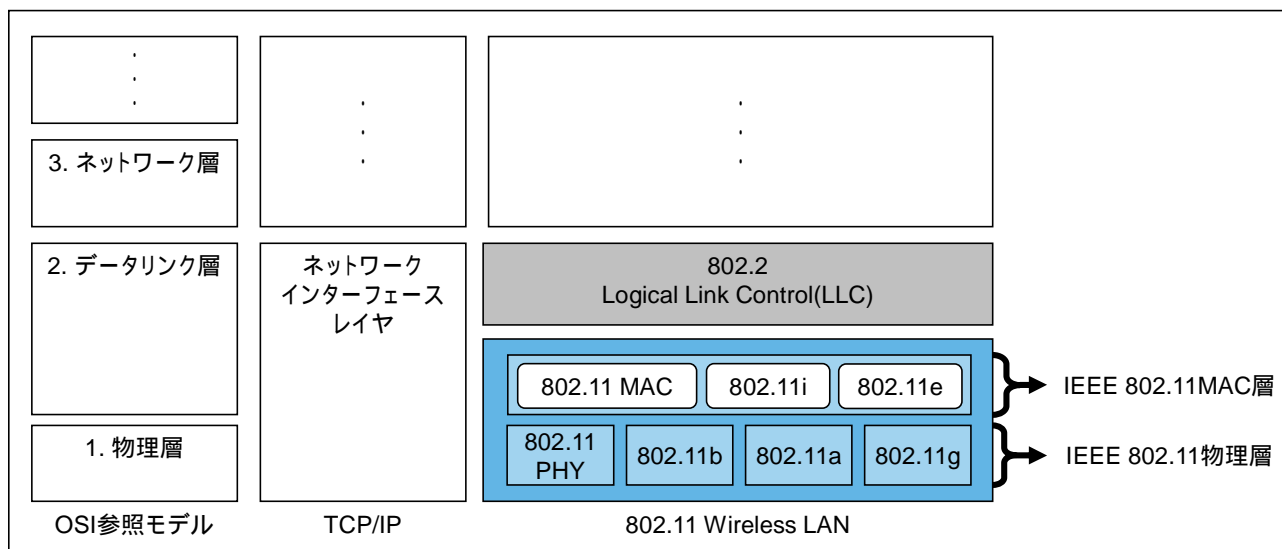 3. ネットワーク層
2. データリンク層
1. 物理層
OSI参照モデル
ネットワーク
インターフェース
レイヤ
TCP/IP
802.2
Logical Link Control(LLC)
802.11 MAC
802.11i
802.11e
802.11
PHY
802.11b
802.11a
802.11g
802.11 Wireless LAN
IEEE 802.11MAC層
IEEE 802.11物理層